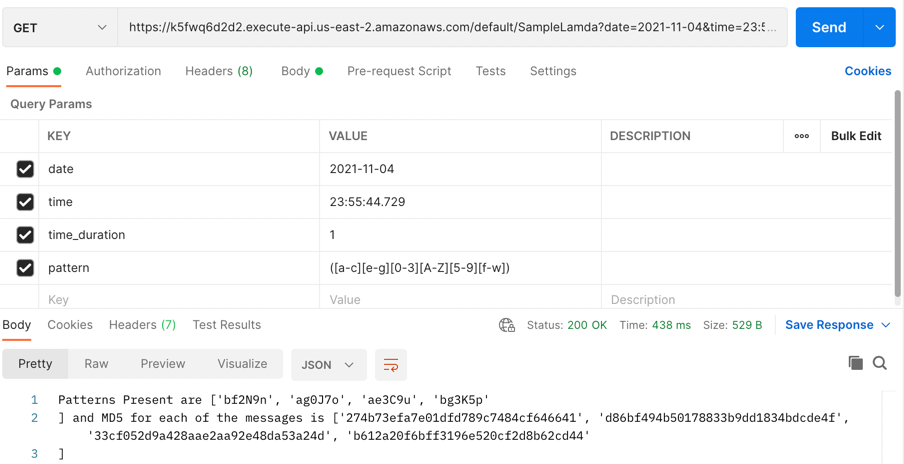 GET https://k5fwq6d2d2.execute-api.us-east-2.amazonaws.com/default/SampleLamda?date=2021-11-04&time=23:5... Send
Params Authorization Headers (8) Body Pre-request Script Tests Settings Cookies
Query Params
KEY VALUE DESCRIPTION ooo Bulk Edit
date 2021-11-04
time 23:55:44.729
time_duration 1
pattern ([a-c][e-g][0-3][A-Z][5-9][f-w])
Key Value Description
Body Cookies Headers (7) Test Results Status: 200 OK Time: 438 ms Size: 529 B Save Response
Pretty Raw Preview Visualize JSON
1 Patterns Present are ['bf2N9n', 'ag0J7o', 'ae3C9u', 'bg3K5p'
2 ] and MD5 for each of the messages is ['274b73efa7e01dfd789c7484cf646641', 'd86bf494b50178833b9dd1834bdcde4f',
'33cf052d9a428aae2aa92e48da53a24d', 'b612a20f6bff3196e520cf2d8b62cd44'
3 ]